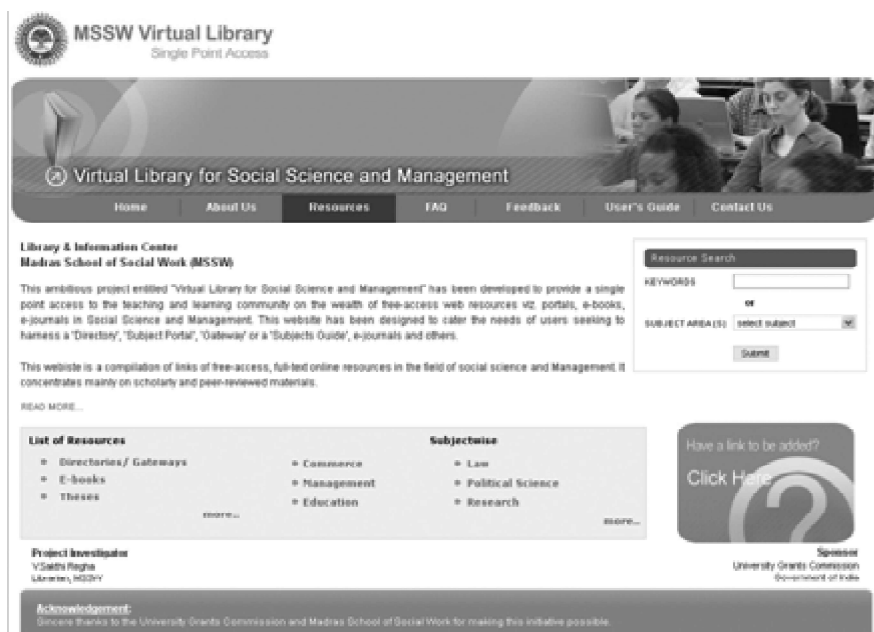 MSSW Virtual Library
Single Point Access
Virtual Library for Social Science and Management
Home About Us Resources FAQ Feedback User's Guide Contact Us
Library & Information Center
Madras School of Social Work (MSSW)
This ambitious project entitled "Virtual Library for Social Science and Management" has been developed to provide a single
point access to the teaching and learning community on the wealth of free-access web resources viz. portals, e-books,
e-journals in Social Science and Management. This website has been designed to cater the needs of users seeking to
harness a 'Directory', 'Subject Portal', 'Gateway' or a 'Subjects Guide', e-journals and others.
This webiste is a compilation of links of free-access, full-text online resources in the field of social science and Management. It
concentrates mainly on scholarly and peer-reviewed materials.
READ MORE...
Resource Search
KEYWORDS
or
SUBJECT AREA (S) select subject
Submit
List of Resources
Directories/ Gateways
E-books
Theses
more...
Subjectwise
Commerce
Management
Education
Law
Political Science
Research
more...
Have a link to be added?
Click Here
Project Investigator
V.Sakthi Regha
Librarian, MSSW
Sponsor
University Grants Commission
Government of India
Acknowledgement:
Sincere thanks to the University Grants Commission and Madras School of Social Work for making this initiative possible.